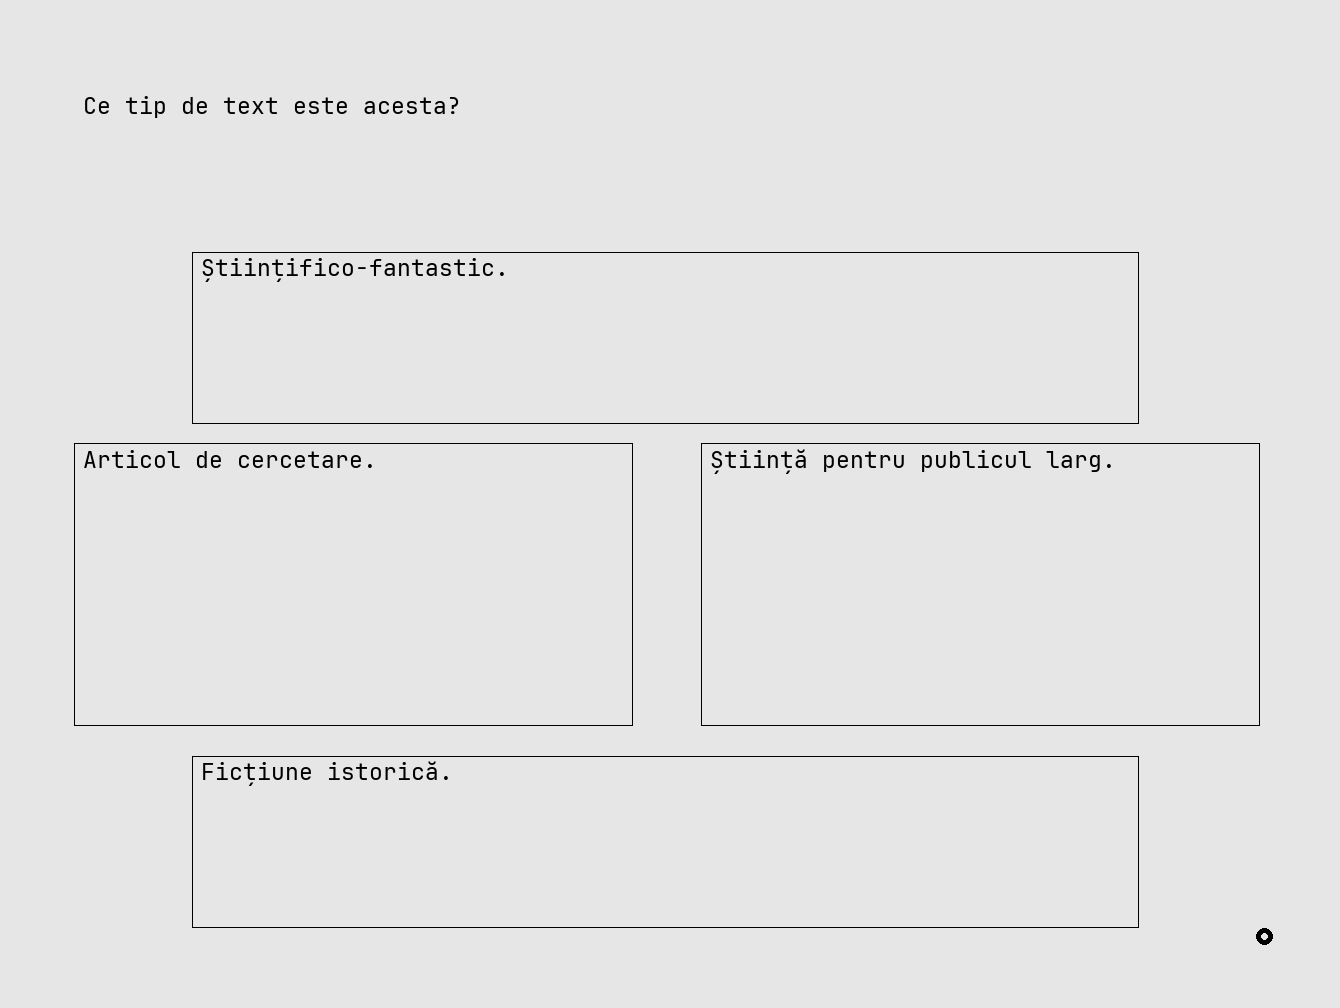 Ce tip de text este acesta?
Științifico-fantastic.
Articol de cercetare.
Știință pentru publicul larg.
Ficțiune istorică.